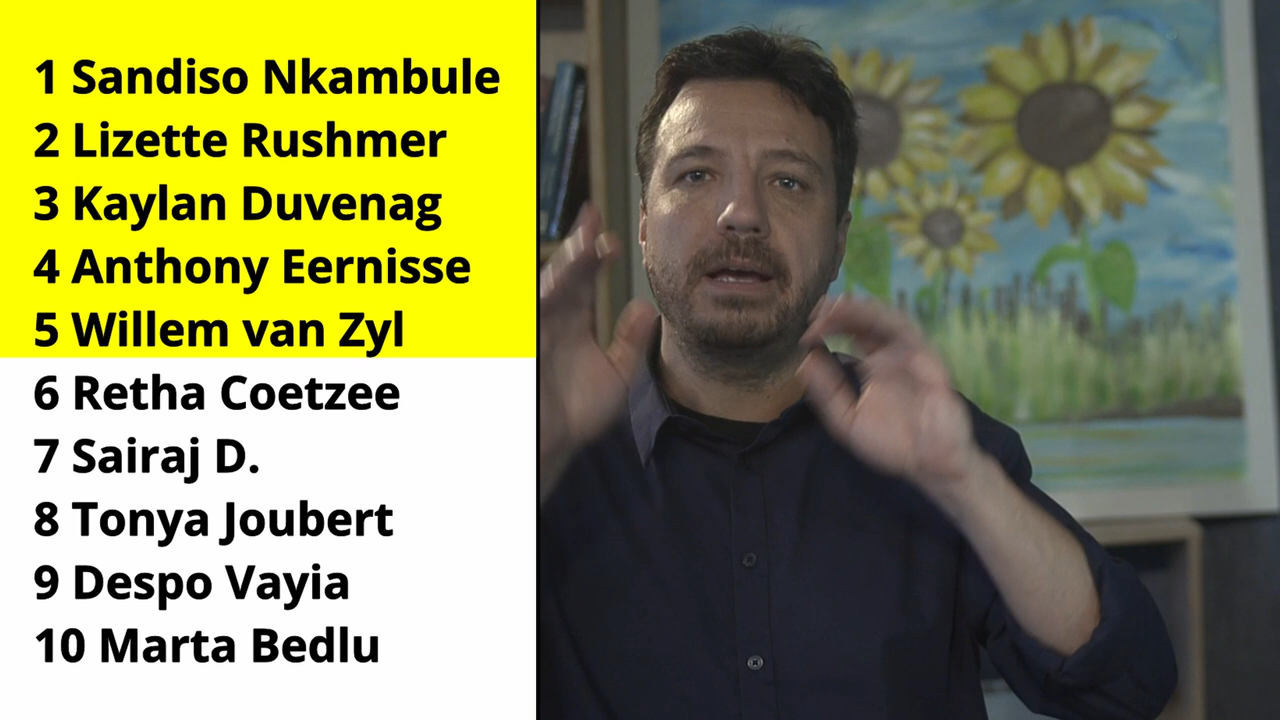 1 Sandiso Nkambule
2 Lizette Rushmer
3 Kaylan Duvenag
4 Anthony Eernisse
5 Willem van Zyl
6 Retha Coetzee
7 Sairaj D.
8 Tonya Joubert
9 Despo Vayia
10 Marta Bedlu